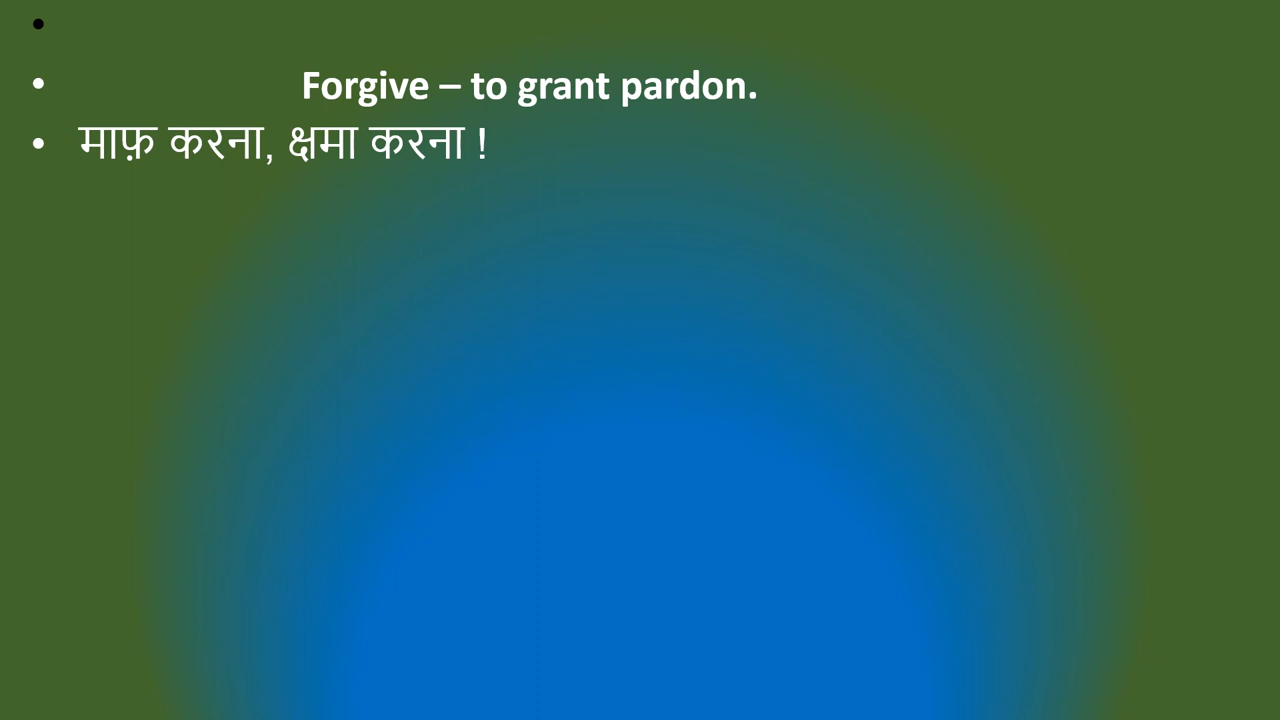 Forgive – to grant pardon.
माफ़ करना, क्षमा करना !